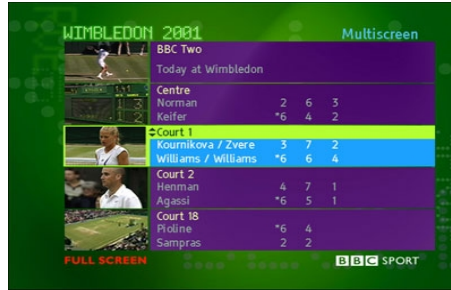 WIMBLEDON 2001
Multiscreen
BBC Two
Today at Wimbledon
Centre
Norman 2 6 3
Keifer *6 4 2
Court 1
Kournikova / Zvere 3 7 2
Williams / Williams *6 6 4
Court 2
Henman 4 7 1
Agassi *6 5 1
Court 18
Pioline *6 4
Sampras 2 2
FULL SCREEN
BBC SPORT